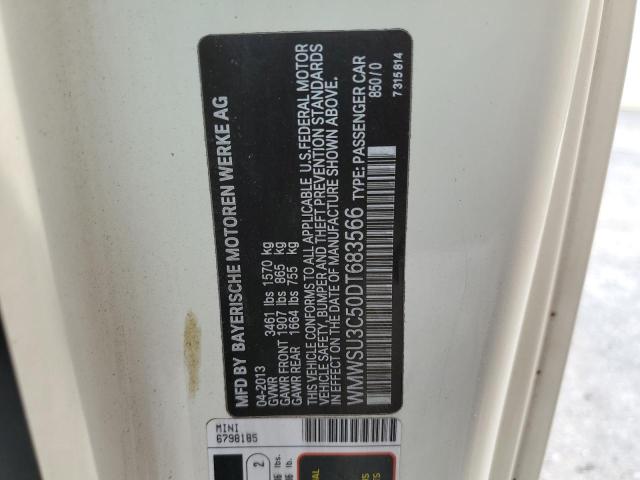 MFD BY BAYERISCHE MOTOREN WERKE AG
04-2013
GVWR 3461 lbs 1570 kg
GAWR FRONT 1907 lbs 865 kg
GAWR REAR 1664 lbs 755 kg
THIS VEHICLE CONFORMS TO ALL APPLICABLE U.S.FEDERAL MOTOR
VEHICLE SAFETY, BUMPER AND THEFT PREVENTION STANDARDS
IN EFFECT ON THE DATE OF MANUFACTURE SHOWN ABOVE.
WMWSU3C50DT683566 TYPE: PASSENGER CAR
850/0
7315814
MINI
6798185
2
lbs.
lb.